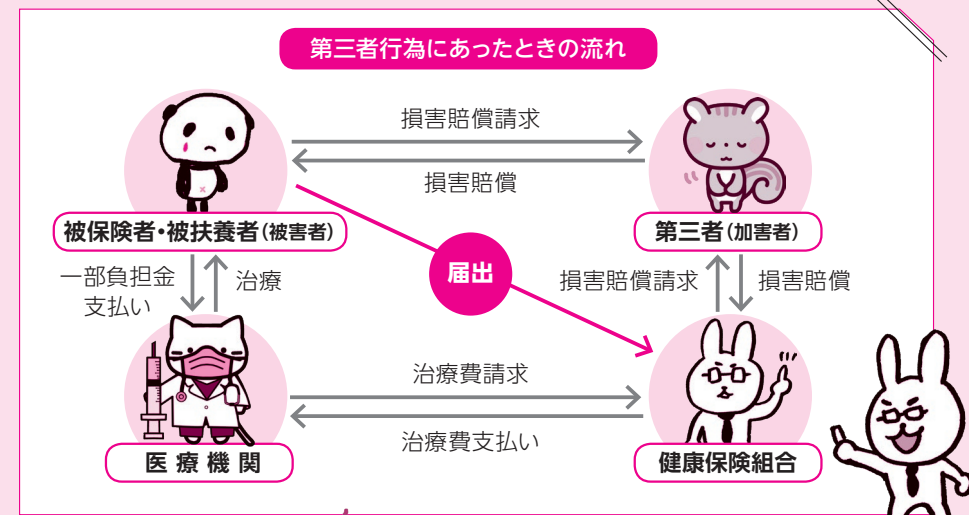 第三者行為にあったときの流れ
損害賠償請求
損害賠償
被保険者・被扶養者(被害者)
第三者(加害者)
一部負担金
支払い
治療
届出
損害賠償請求
損害賠償
治療費請求
治療費支払い
医療機関
健康保険組合